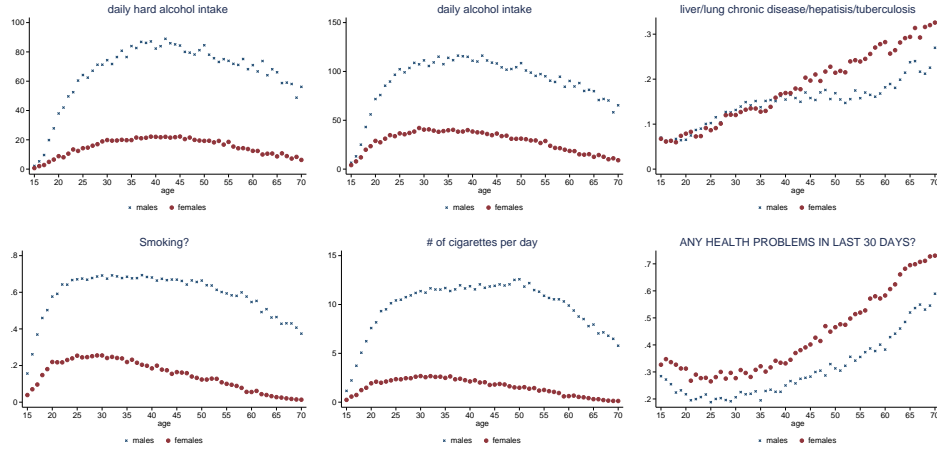 daily hard alcohol intake
100
80
60
40
20
0
15 20 25 30 35 40 45 50 55 60 65 70
age
males females
daily alcohol intake
150
100
50
0
15 20 25 30 35 40 45 50 55 60 65 70
age
males females
liver/lung chronic disease/hepatisis/tuberculosis
.3
.2
.1
0
15 20 25 30 35 40 45 50 55 60 65 70
age
males females
Smoking?
.8
.6
.4
.2
0
15 20 25 30 35 40 45 50 55 60 65 70
age
males females
# of cigarettes per day
15
10
5
0
15 20 25 30 35 40 45 50 55 60 65 70
age
males females
ANY HEALTH PROBLEMS IN LAST 30 DAYS?
.7
.6
.5
.4
.3
.2
15 20 25 30 35 40 45 50 55 60 65 70
age
males females